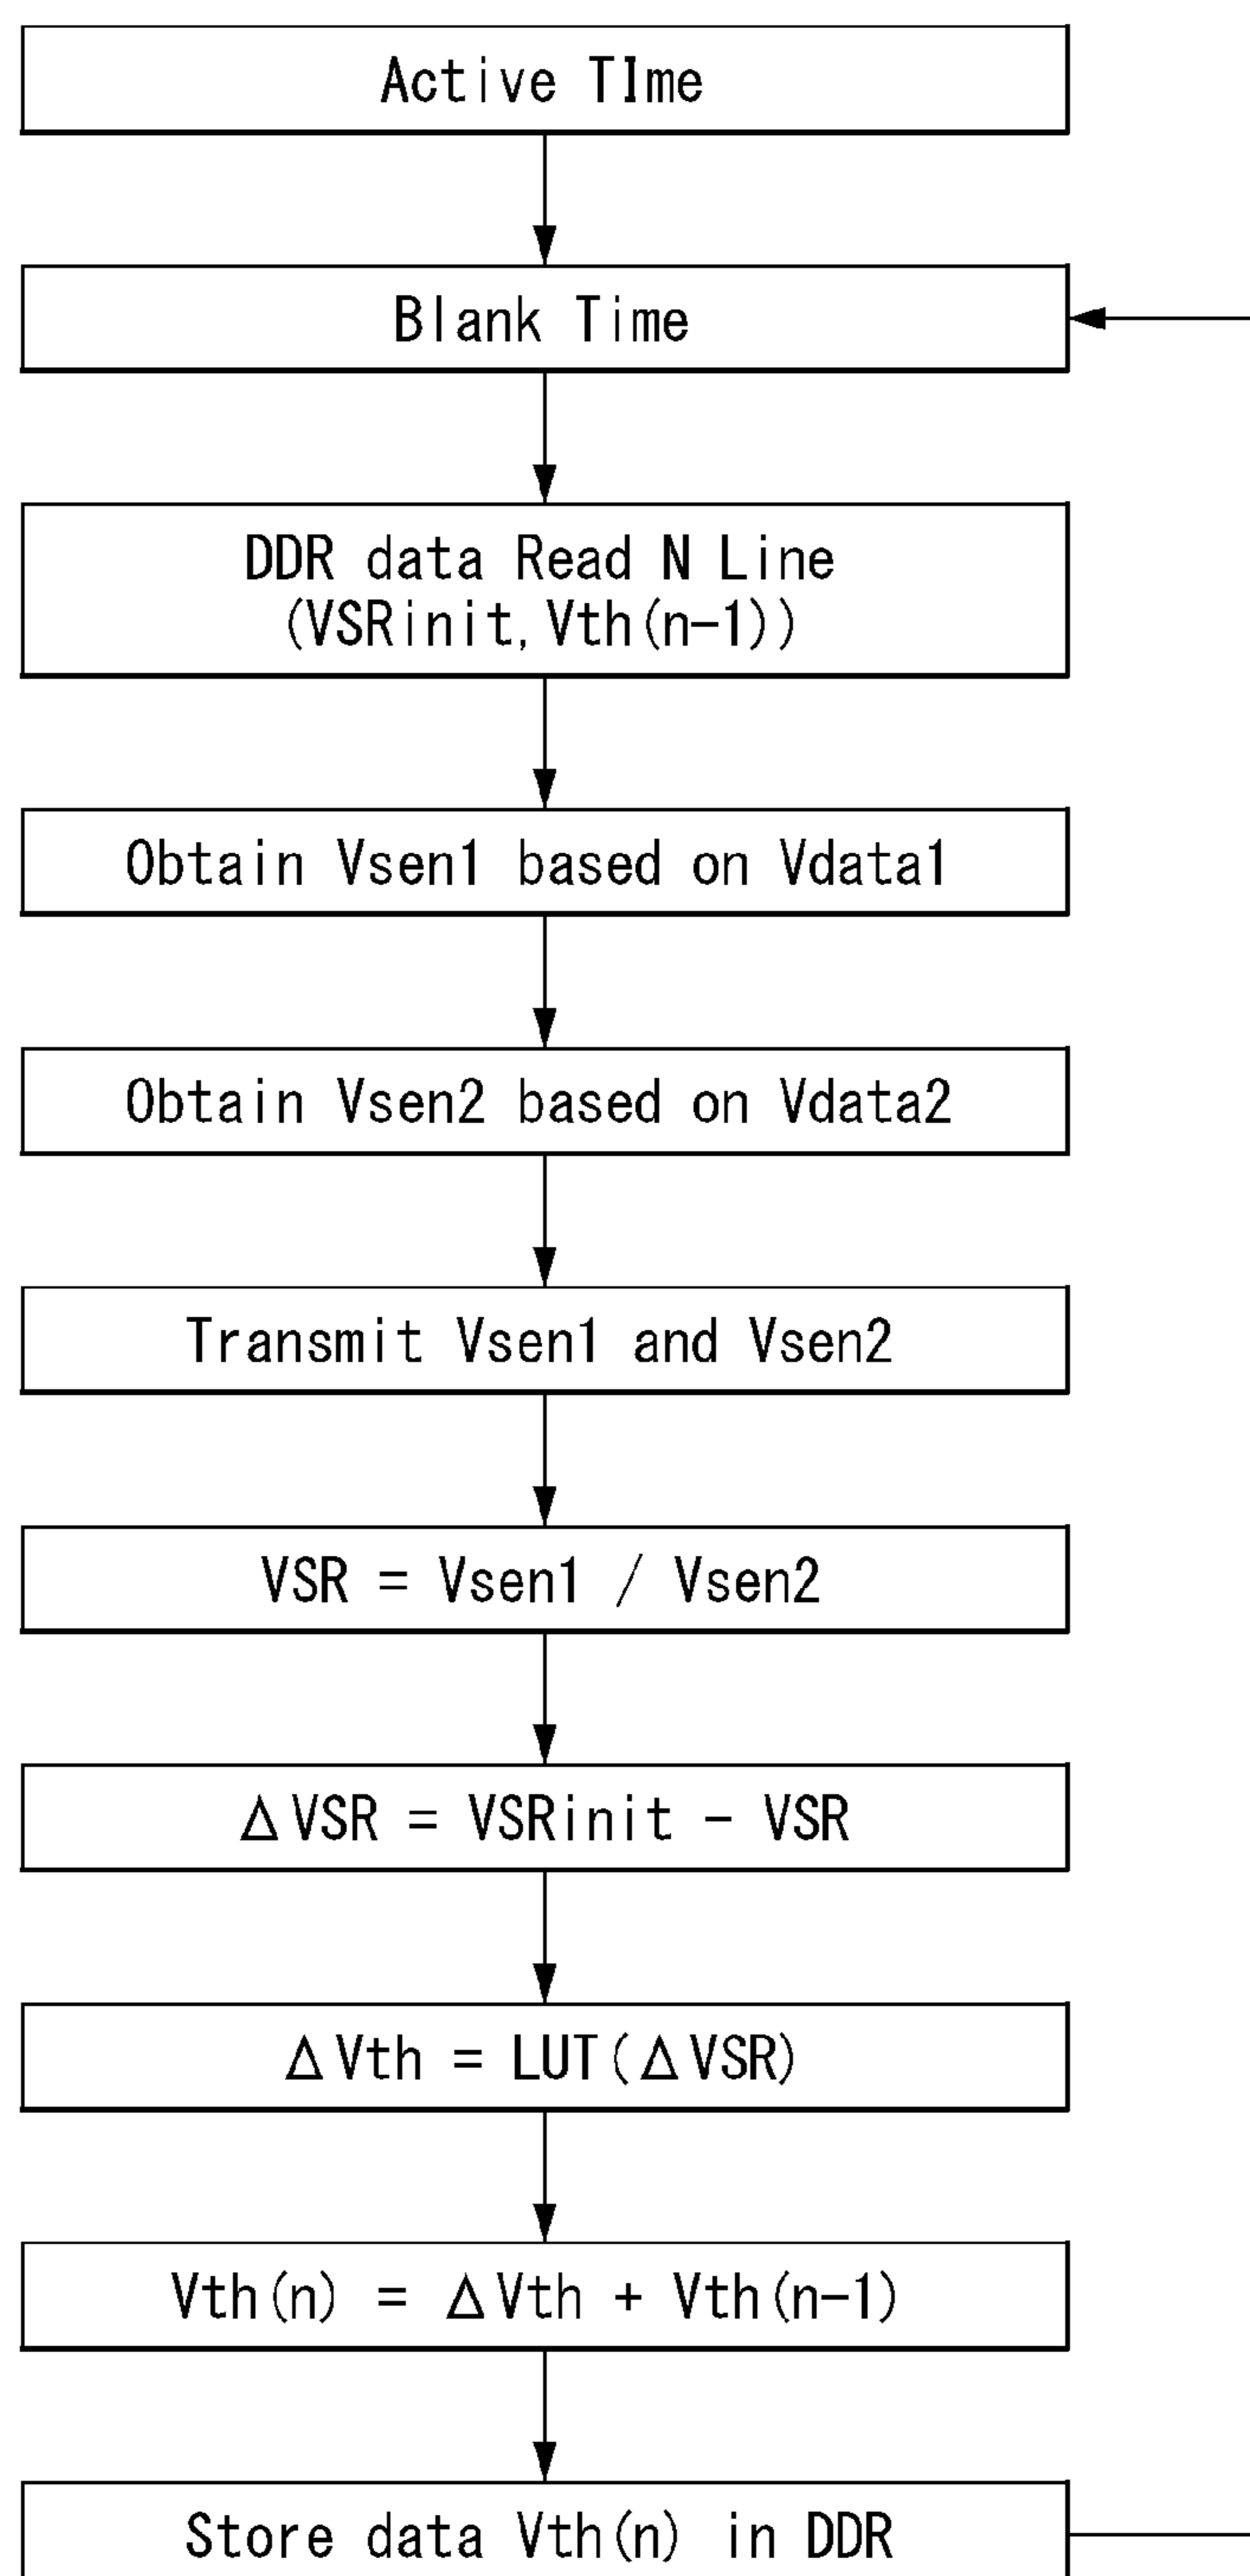 Active TIme
Blank Time
DDR data Read N Line
(VSRinit,Vth(n-1))
Obtain Vsen1 based on Vdata1
Obtain Vsen2 based on Vdata2
Transmit Vsen1 and Vsen2
VSR = Vsen1 / Vsen2
ΔVSR = VSRinit - VSR
ΔVth = LUT(ΔVSR)
Vth(n) = ΔVth + Vth(n-1)
Store data Vth(n) in DDR